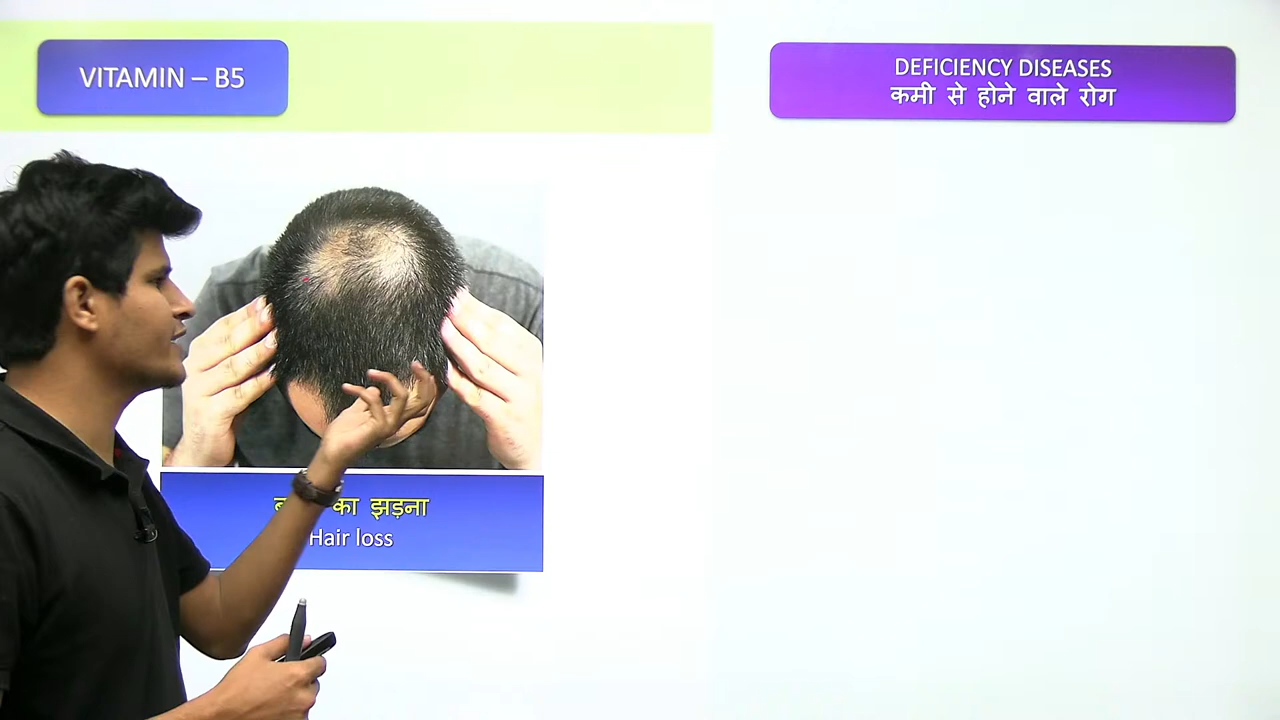 VITAMIN – B5
DEFICIENCY DISEASES
कमी से होने वाले रोग
का झड़ना
Hair loss